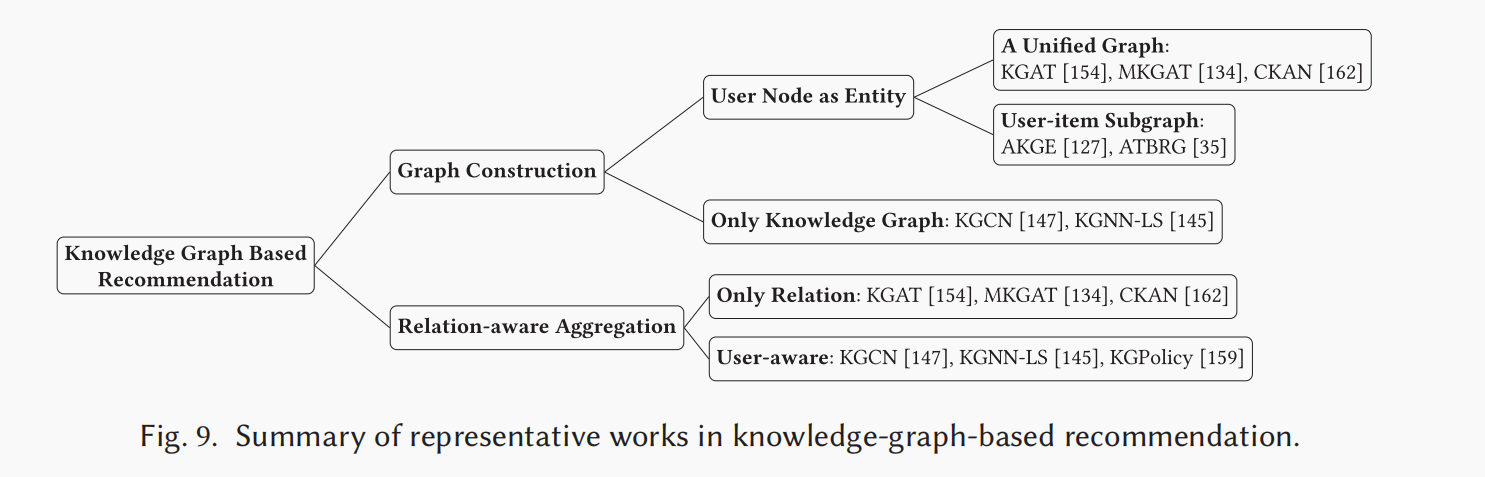 A Unified Graph:
KGAT [154], MKGAT [134], CKAN [162]
User Node as Entity
User-item Subgraph:
AKGE [127], ATBRG [35]
Graph Construction
Only Knowledge Graph: KGCN [147], KGNN-LS [145]
Knowledge Graph Based
Recommendation
Only Relation: KGAT [154], MKGAT [134], CKAN [162]
Relation-aware Aggregation
User-aware: KGCN [147], KGNN-LS [145], KGPolicy [159]
Fig. 9. Summary of representative works in knowledge-graph-based recommendation.